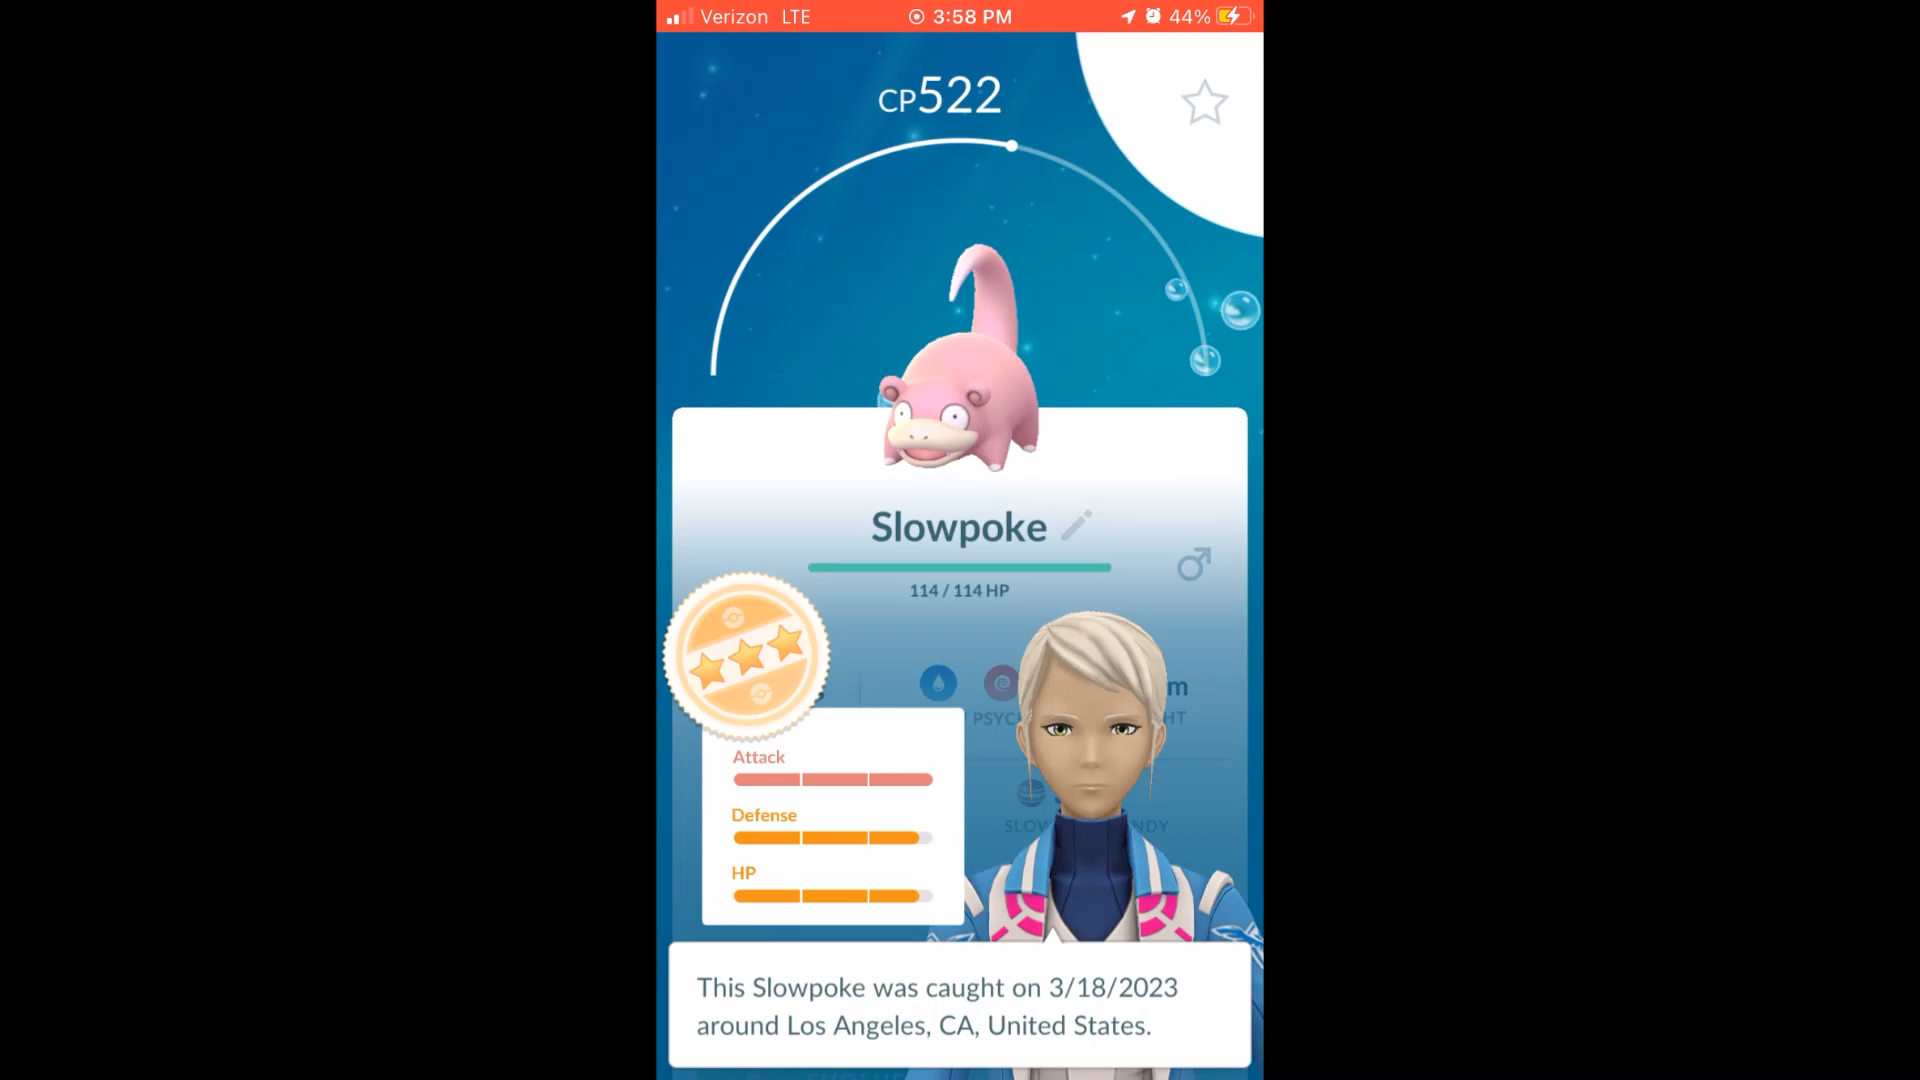 Verizon LTE 3:58 PM 44%
CP522
Slowpoke
114 / 114 HP
Attack
Defense
HP
This Slowpoke was caught on 3/18/2023
around Los Angeles, CA, United States.